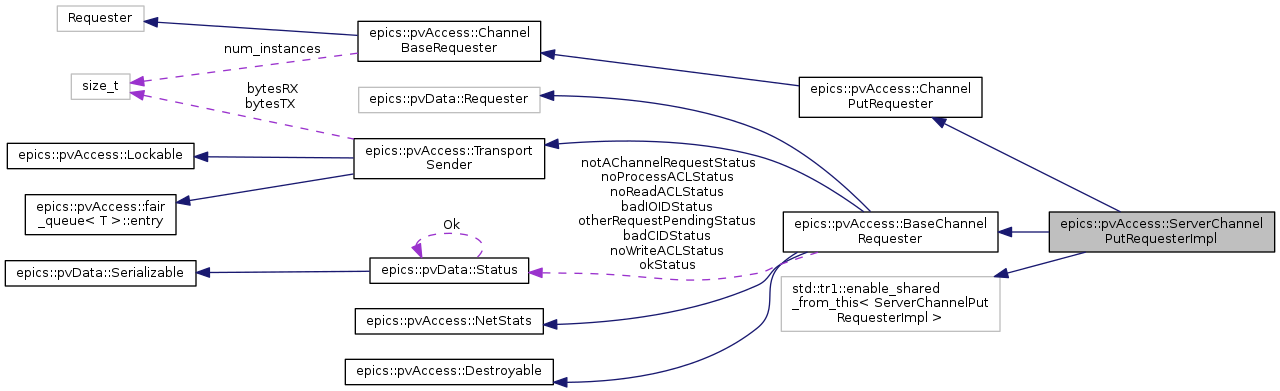 Requester
epics::pvAccess::Channel
BaseRequester
num_instances
size_t
bytesRX
bytesTX
epics::pvData::Requester
epics::pvAccess::Channel
PutRequester
epics::pvAccess::Lockable
epics::pvAccess::Transport
Sender
epics::pvAccess::fair
_queue< T >::entry
notAChannelRequestStatus
noProcessACLStatus
noReadACLStatus
badIOIDStatus
otherRequestPendingStatus
badCIDStatus
noWriteACLStatus
okStatus
Ok
epics::pvData::Serializable
epics::pvData::Status
epics::pvAccess::BaseChannel
Requester
epics::pvAccess::ServerChannel
PutRequesterImpl
std::tr1::enable_shared
_from_this< ServerChannelPut
RequesterImpl >
epics::pvAccess::NetStats
epics::pvAccess::Destroyable